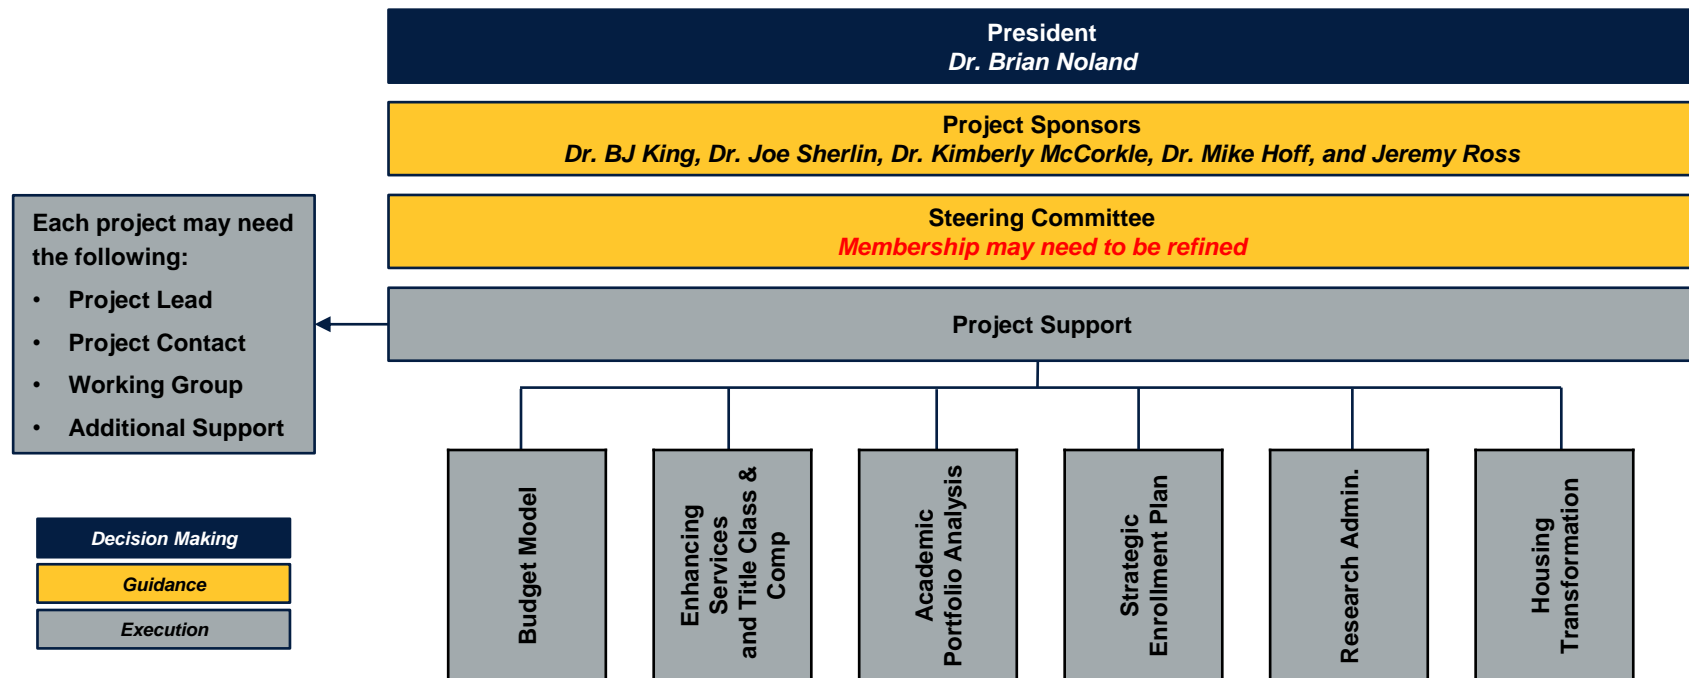 President
Dr. Brian Noland
Project Sponsors
Dr. BJ King, Dr. Joe Sherlin, Dr. Kimberly McCorkle, Dr. Mike Hoff, and Jeremy Ross
Steering Committee
Membership may need to be refined
Project Support
Each project may need
the following:
• Project Lead
• Project Contact
• Working Group
• Additional Support
Decision Making
Guidance
Execution
Budget Model
Enhancing
Services
and Title Class &
Comp
Academic
Portfolio Analysis
Strategic
Enrollment Plan
Research Admin.
Housing
Transformation